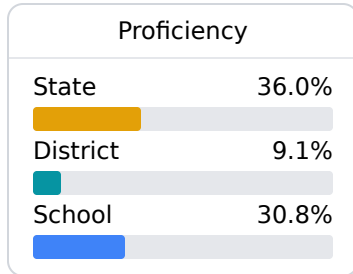 Proficiency
State 36.0%
District 9.1%
School 30.8%